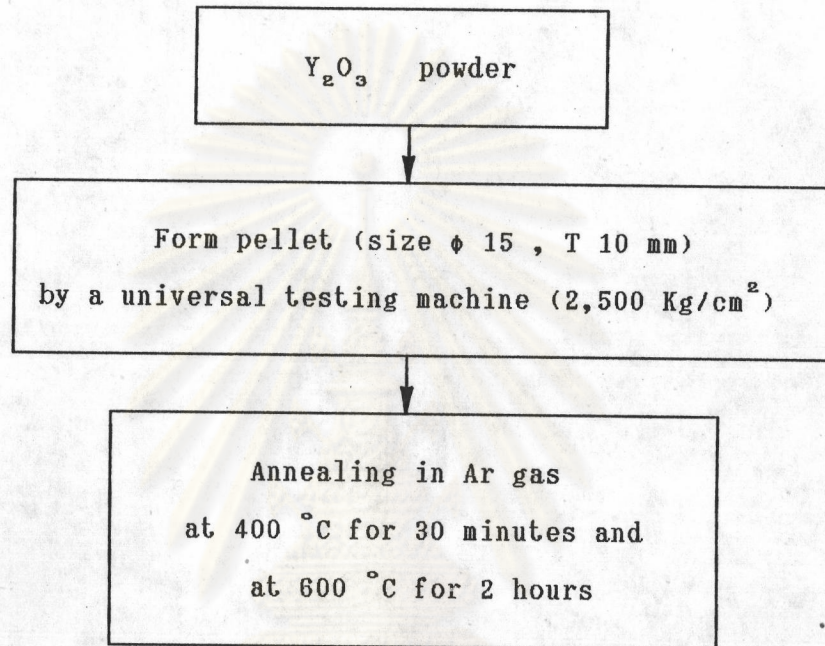 Y₂O₃ powder
Form pellet (size ϕ 15 , T 10 mm)
by a universal testing machine (2,500 Kg/cm²)
Annealing in Ar gas
at 400 °C for 30 minutes and
at 600 °C for 2 hours